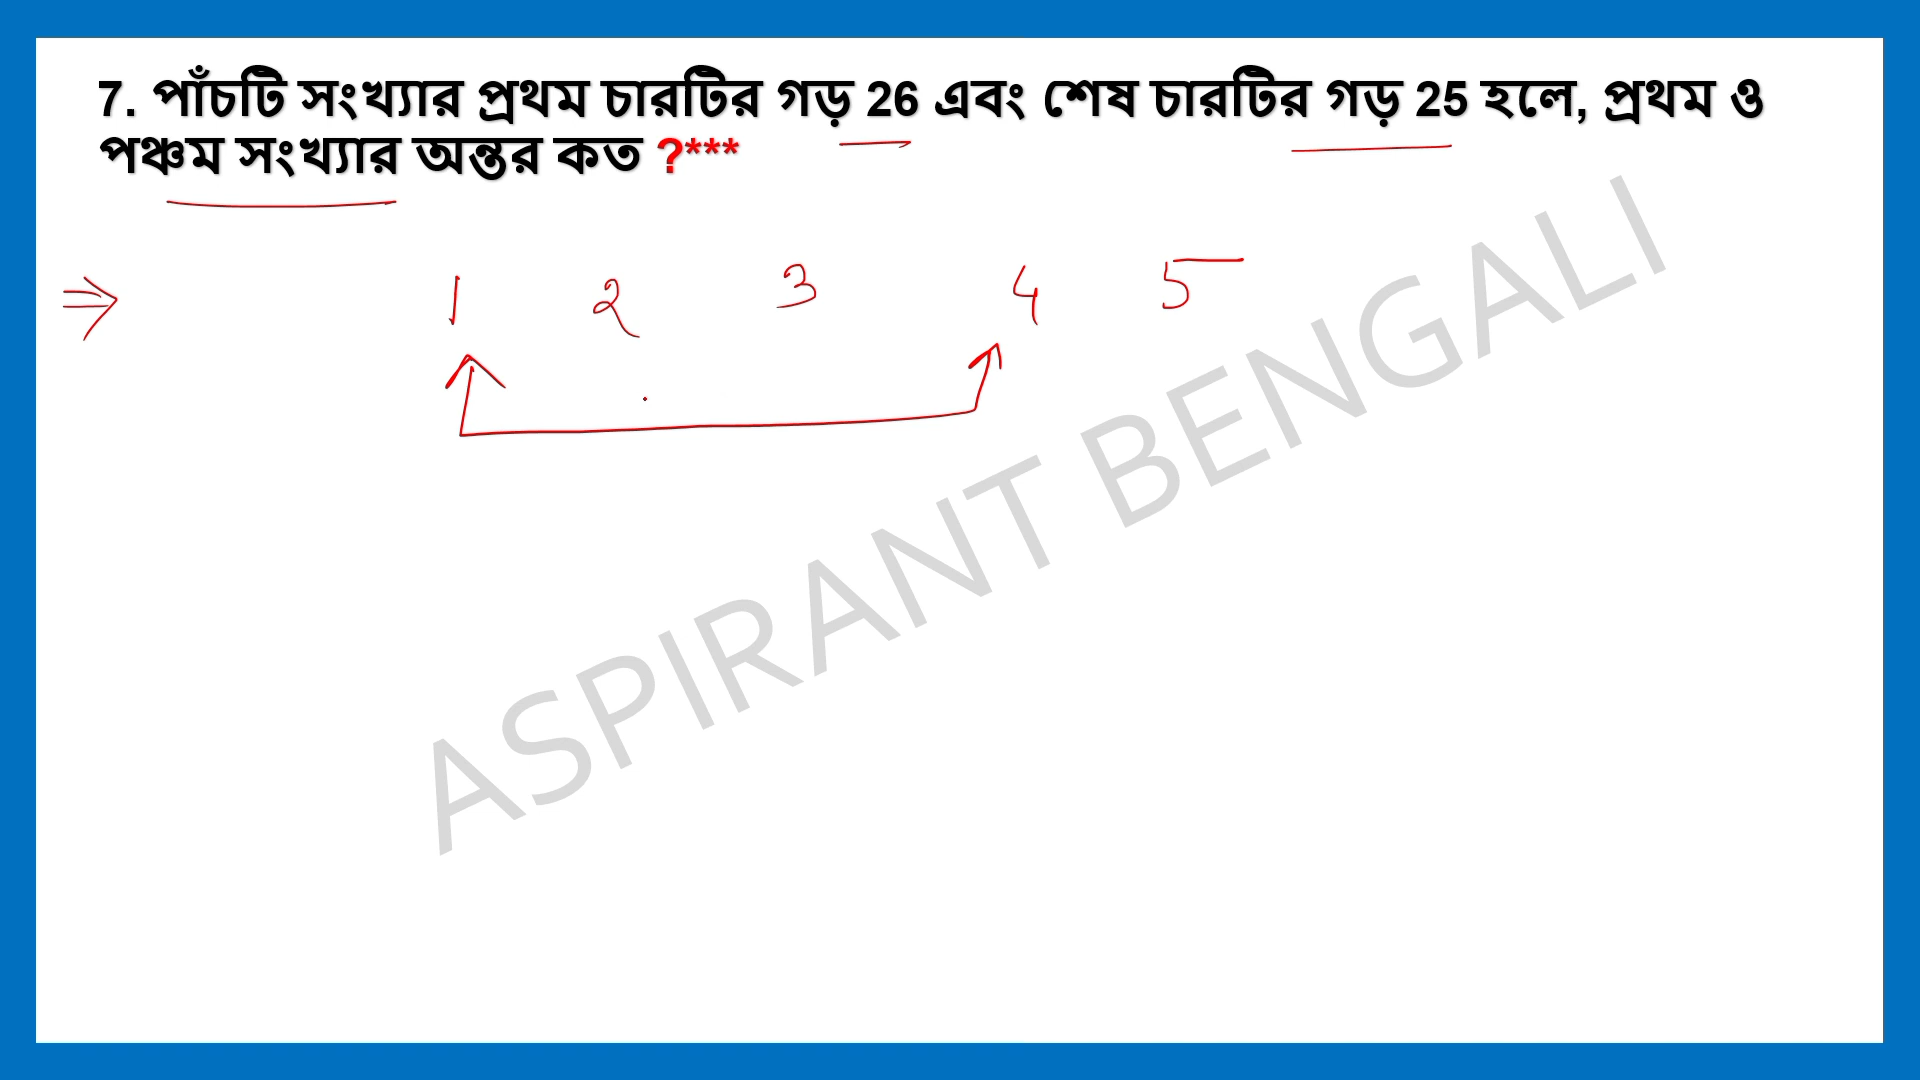 7. পাঁচটি সংখ্যার প্রথম চারটির গড় 26 এবং শেষ চারটির গড় 25 হলে, প্রথম ও
পঞ্চম সংখ্যার অন্তর কত ?***
1 2 3 4 5
ASPIRANT BENGALI